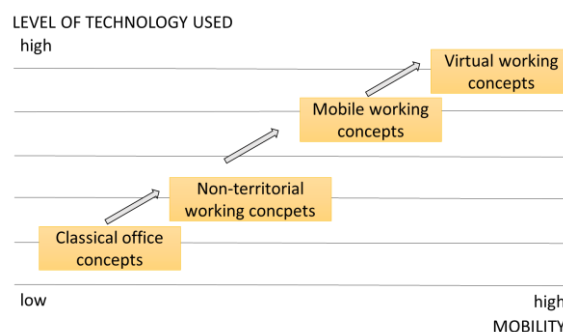 LEVEL OF TECHNOLOGY USED
high
Virtual working
concepts
Mobile working
concepts
Non-territorial
working concpets
Classical office
concepts
low
high
MOBILITY